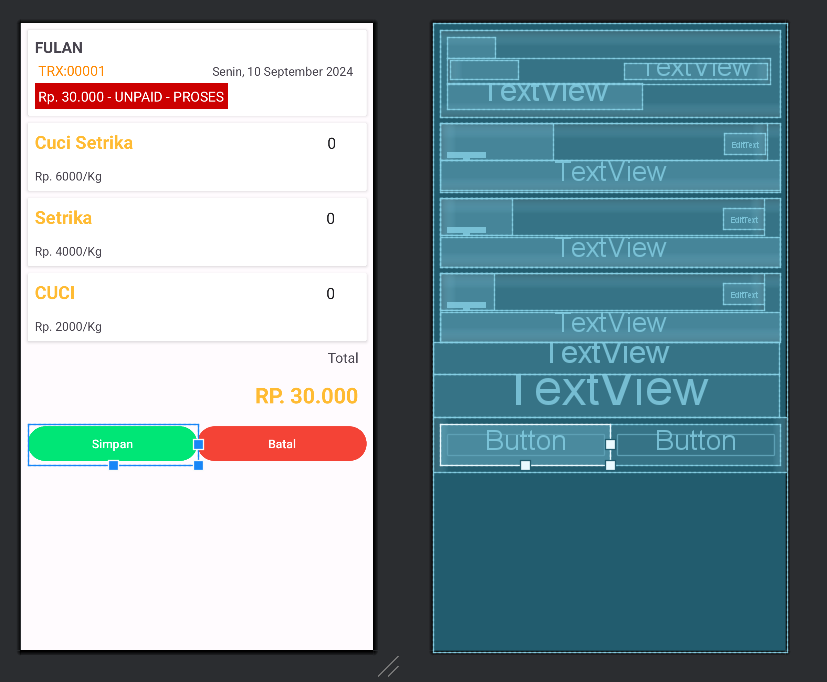 FULAN
TRX:00001
Senin, 10 September 2024
Rp. 30.000 - UNPAID - PROSES
Cuci Setrika
0
Rp. 6000/Kg
Setrika
0
Rp. 4000/Kg
CUCI
0
Rp. 2000/Kg
Total
RP. 30.000
Simpan
Batal
TextView
TextView
EditText
TextView
EditText
TextView
EditText
TextView
TextView
TextView
Button
Button